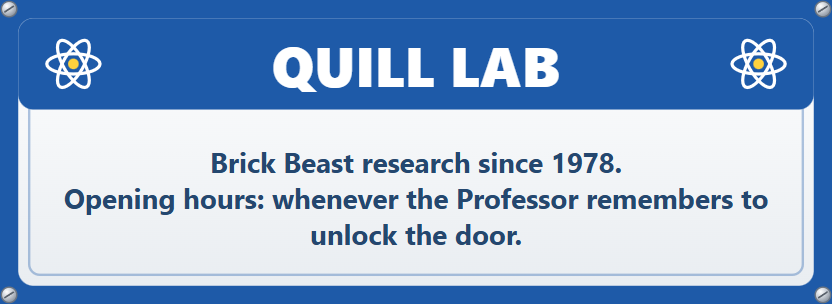 QUILL LAB
Brick Beast research since 1978.
Opening hours: whenever the Professor remembers to
unlock the door.